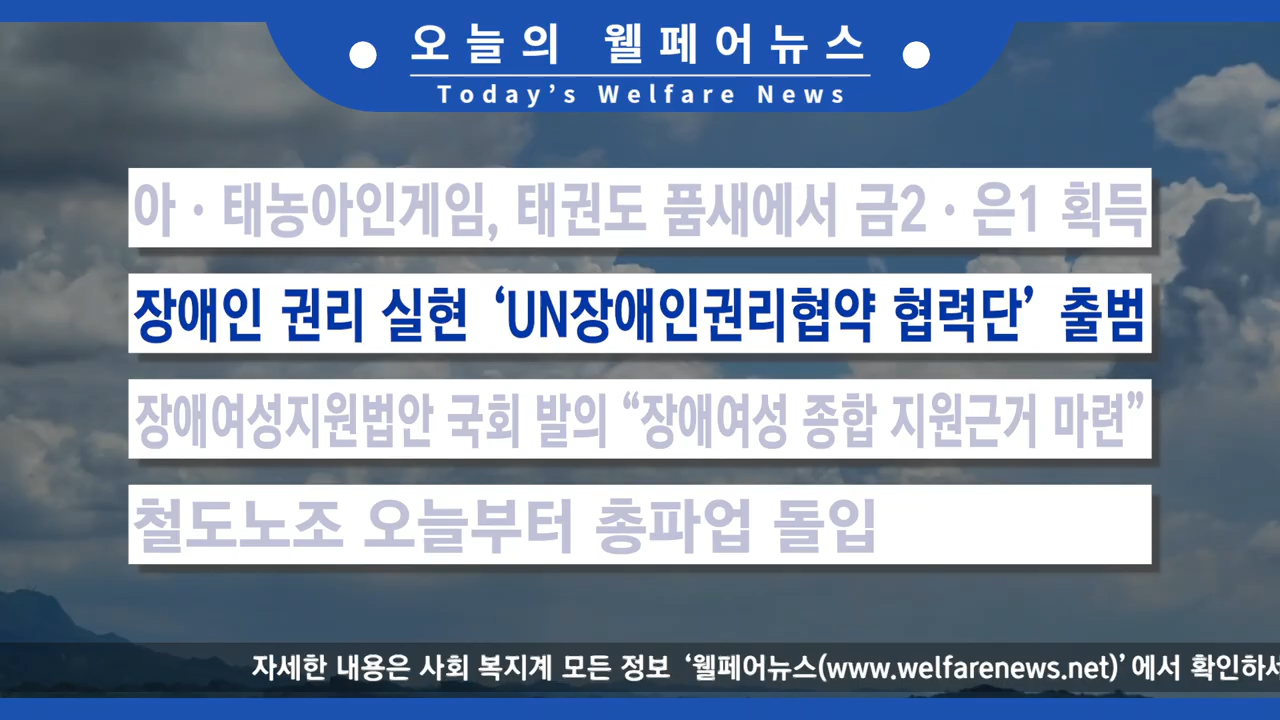 오늘의 웰페어뉴스
Today's Welfare News
아·태농아인게임, 태권도 품새에서 금2·은1 획득
장애인 권리 실현 ‘UN장애인권리협약 협력단’ 출범
장애여성지원법안 국회 발의 “장애여성 종합 지원근거 마련”
철도노조 오늘부터 총파업 돌입
자세한 내용은 사회 복지계 모든 정보 ‘웰페어뉴스(www.welfarenews.net)’에서 확인하세